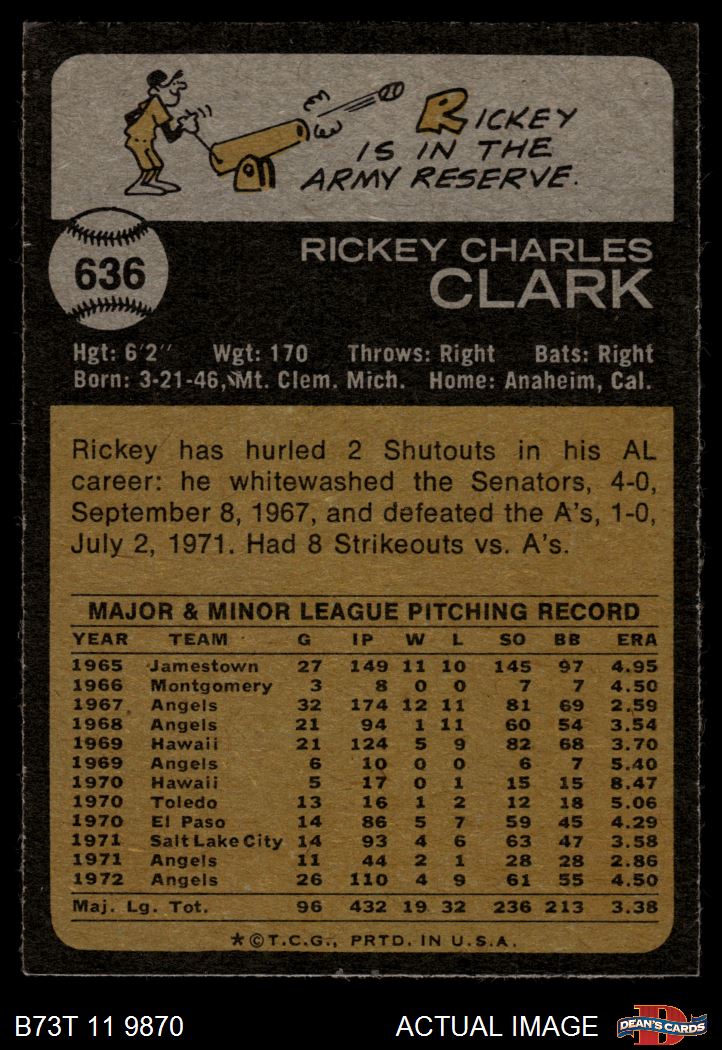 RICKEY
IS IN THE
ARMY RESERVE.
636
RICKEY CHARLES
CLARK
Hgt: 6'2" Wgt: 170 Throws: Right Bats: Right
Born: 3-21-46, Mt. Clem. Mich. Home: Anaheim, Cal.
Rickey has hurled 2 Shutouts in his AL
career: he whitewashed the Senators, 4-0,
September 8, 1967, and defeated the A's, 1-0,
July 2, 1971. Had 8 Strikeouts vs. A's.
MAJOR & MINOR LEAGUE PITCHING RECORD
YEAR TEAM G IP W L SO BB ERA
1965 Jamestown 27 149 11 10 145 97 4.95
1966 Montgomery 3 8 0 0 7 7 4.50
1967 Angels 32 174 12 11 81 69 2.59
1968 Angels 21 94 1 11 60 54 3.54
1969 Hawaii 21 124 5 9 82 68 3.70
1969 Angels 6 10 0 0 6 7 5.40
1970 Hawaii 5 17 0 1 15 15 8.47
1970 Toledo 13 16 1 2 12 18 5.06
1970 El Paso 14 86 5 7 59 45 4.29
1971 Salt Lake City 14 93 4 6 63 47 3.58
1971 Angels 11 44 2 1 28 28 2.86
1972 Angels 26 110 4 9 61 55 4.50
Maj. Lg. Tot. 96 432 19 32 236 213 3.38
*©T.C.G., PRTD. IN U.S.A.
B73T 11 9870 ACTUAL IMAGE
D
DEAN'S CARDS